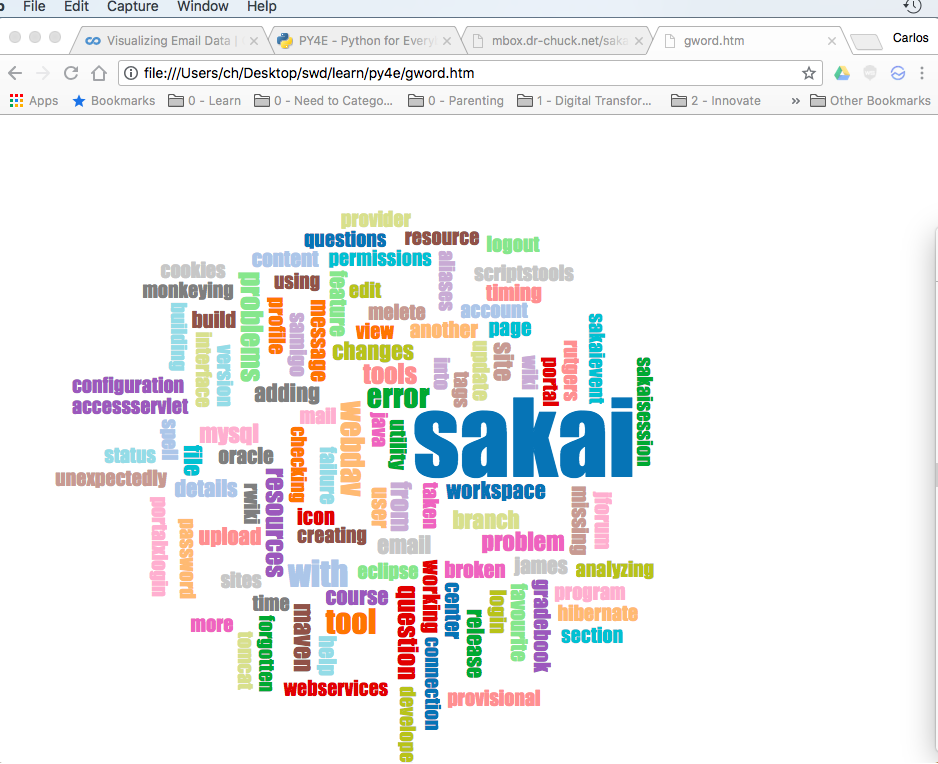 File Edit Capture Window Help
Visualizing Email Data | PY4E - Python for Every mbox.dr-chuck.net/saka gword.htm Carlos
file:///Users/ch/Desktop/swd/learn/py4e/gword.htm
Apps Bookmarks 0 - Learn 0 - Need to Catego... 0 - Parenting 1 - Digital Transfor... 2 - Innovate » Other Bookmarks
provider
questions
resource
logout
content
permissions
aliases
cookies
scriptstools
monkeying
problems
using
feature
edit
timing
building
build
profile
samigo
message
melete
account
view
another
page
sakaievent
interface
version
changes
update
site
wiki
portal
rutgers
sakaisession
configuration
adding
tools
info
tags
accessservlet
error
sakai
mail
webdav
java
utility
spell
mysql
checking
status
file
oracle
failure
unexpectedly
details
rwiki
resources
user
from
taken
workspace
missing
jforum
portallogin
password
upload
icon
creating
email
branch
problem
sites
with
eclipse
working
broken
james
analyzing
time
course
question
center
login
favourite
gradebook
program
hibernate
more
forgotten
maven
tool
release
section
tomcat
help
connection
webservices
develope
provisional